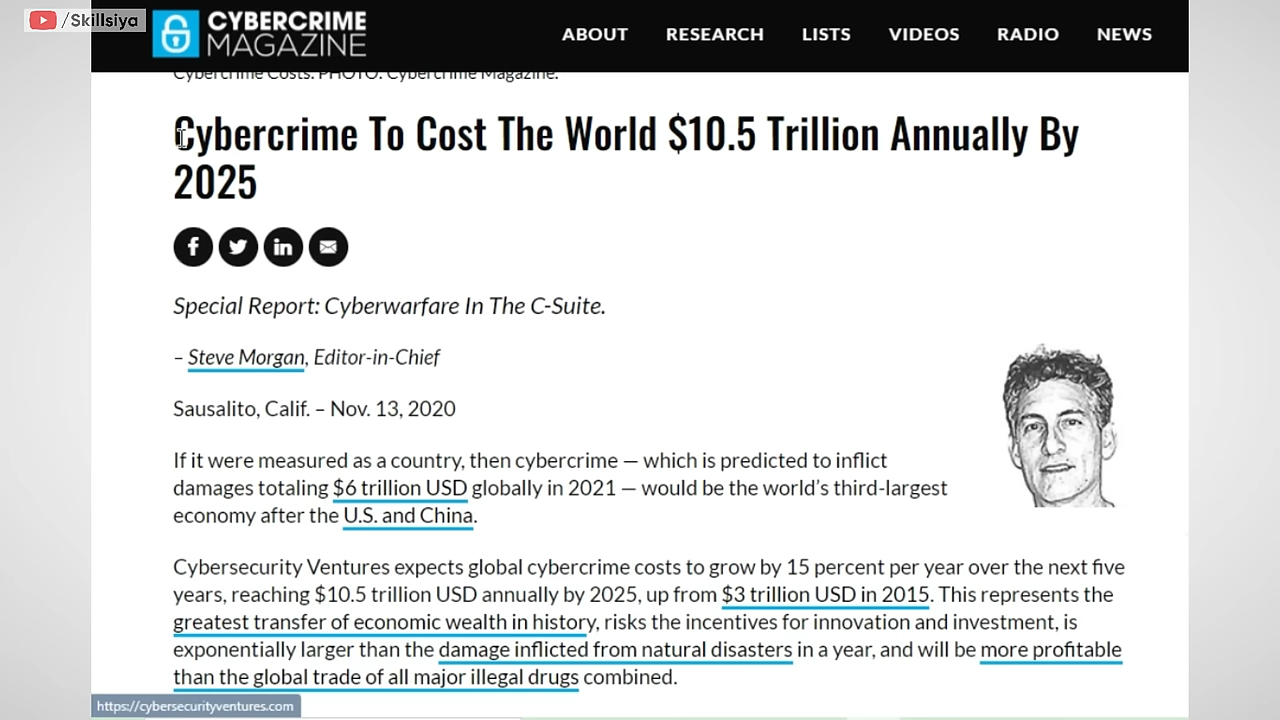 /Skillsiya
CYBERCRIME
MAGAZINE
ABOUT RESEARCH LISTS VIDEOS RADIO NEWS
Cybercrime Costs. PHOTO: Cybercrime Magazine.
Cybercrime To Cost The World $10.5 Trillion Annually By
2025
Special Report: Cyberwarfare In The C-Suite.
– Steve Morgan, Editor-in-Chief
Sausalito, Calif. – Nov. 13, 2020
If it were measured as a country, then cybercrime — which is predicted to inflict
damages totaling $6 trillion USD globally in 2021 — would be the world’s third-largest
economy after the U.S. and China.
Cybersecurity Ventures expects global cybercrime costs to grow by 15 percent per year over the next five
years, reaching $10.5 trillion USD annually by 2025, up from $3 trillion USD in 2015. This represents the
greatest transfer of economic wealth in history, risks the incentives for innovation and investment, is
exponentially larger than the damage inflicted from natural disasters in a year, and will be more profitable
than the global trade of all major illegal drugs combined.
https://cybersecurityventures.com